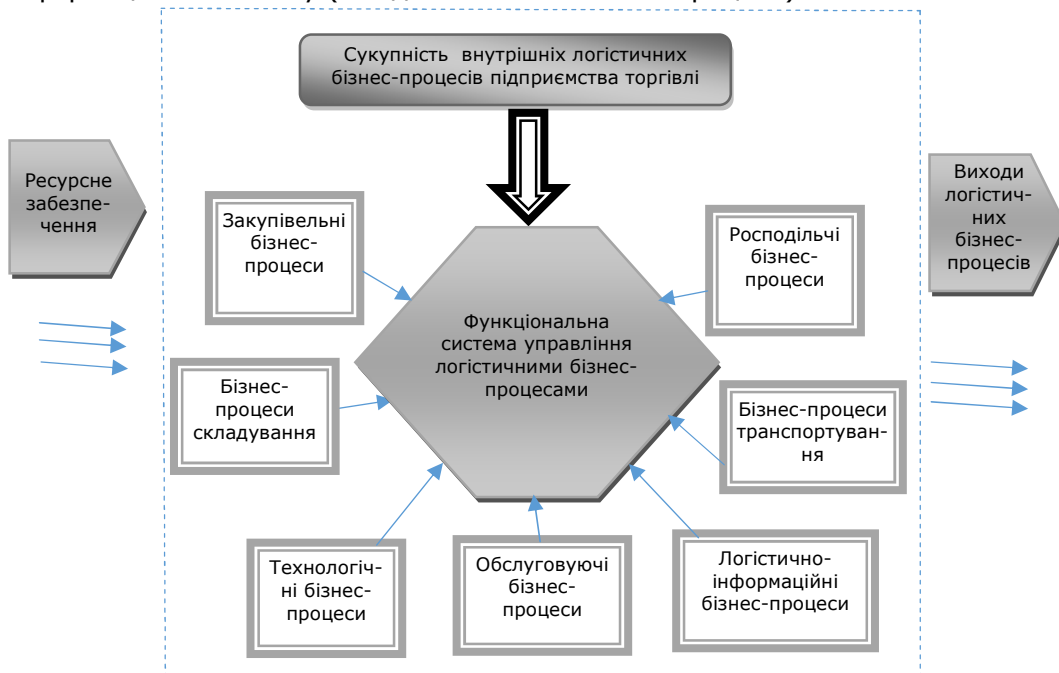 Сукупність внутрішніх логістичних
бізнес-процесів підприємства торгівлі
Ресурсне
забезпе-
чення
Виходи
логістич-
них
бізнес-
процесів
Закупівельні
бізнес-
процеси
Росподільчі
бізнес-
процеси
Функціональна
система управління
логістичними бізнес-
процесами
Бізнес-
процеси
складування
Бізнес-процеси
транспортуван-
ня
Технологіч-
ні бізнес-
процеси
Обслуговуючі
бізнес-
процеси
Логістично-
інформаційні
бізнес-процеси